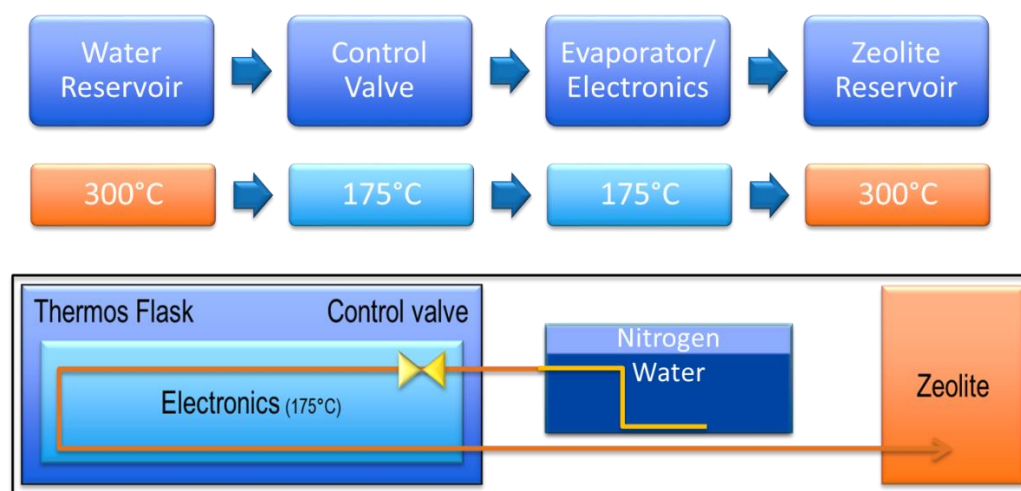 Water
Reservoir
Control
Valve
Evaporator/
Electronics
Zeolite
Reservoir
300°C
175°C
175°C
300°C
Thermos Flask
Control valve
Electronics (175°C)
Nitrogen
Water
Zeolite